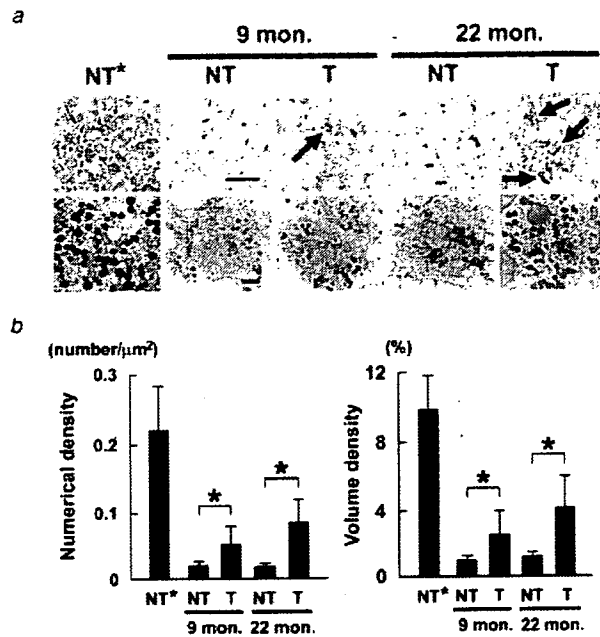 a
9 mon. 22 mon.
NT* NT T NT T
b
(number/μm²)
Numerical density
0.3
0.2
0.1
0
* *
NT* NT T NT T
9 mon. 22 mon.
(%)
Volume density
12
8
4
0
* *
NT* NT T NT T
9 mon. 22 mon.